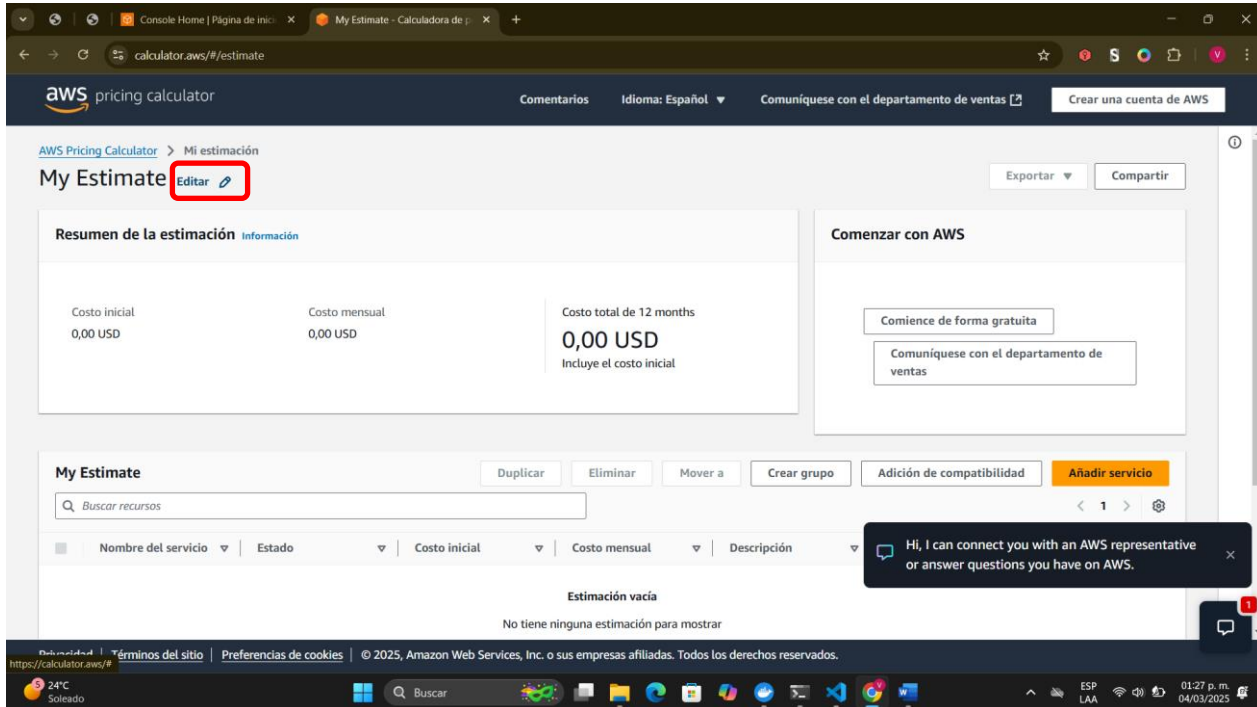 Console Home | Página de inici
My Estimate - Calculadora de p
calculator.aws/#/estimate
S
V
aws pricing calculator
Comentarios
Idioma: Español
Comuníquese con el departamento de ventas
Crear una cuenta de AWS
AWS Pricing Calculator > Mi estimación
My Estimate Editar
Exportar
Compartir
Resumen de la estimación Información
Comenzar con AWS
Costo inicial
0,00 USD
Costo mensual
0,00 USD
Costo total de 12 months
0,00 USD
Incluye el costo inicial
Comience de forma gratuita
Comuníquese con el departamento de
ventas
My Estimate
Duplicar
Eliminar
Mover a
Crear grupo
Adición de compatibilidad
Añadir servicio
Buscar recursos
1
Nombre del servicio
Estado
Costo inicial
Costo mensual
Descripción
Hi, I can connect you with an AWS representative
or answer questions you have on AWS.
Estimación vacía
No tiene ninguna estimación para mostrar
1
Privacidad | Términos del sitio | Preferencias de cookies | © 2025, Amazon Web Services, Inc. o sus empresas afiliadas. Todos los derechos reservados.
https://calculator.aws/#
5
24°C
Soleado
Buscar
ESP
LAA
01:27 p. m.
04/03/2025